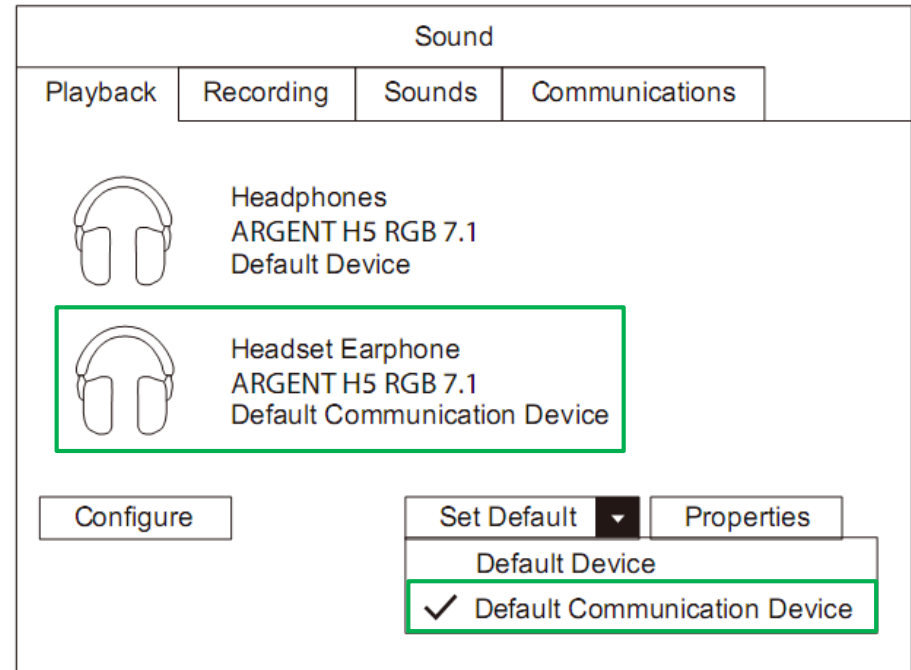 Sound
Playback Recording Sounds Communications
Headphones
ARGENT H5 RGB 7.1
Default Device
Headset Earphone
ARGENT H5 RGB 7.1
Default Communication Device
Configure Set Default Properties
Default Device
Default Communication Device